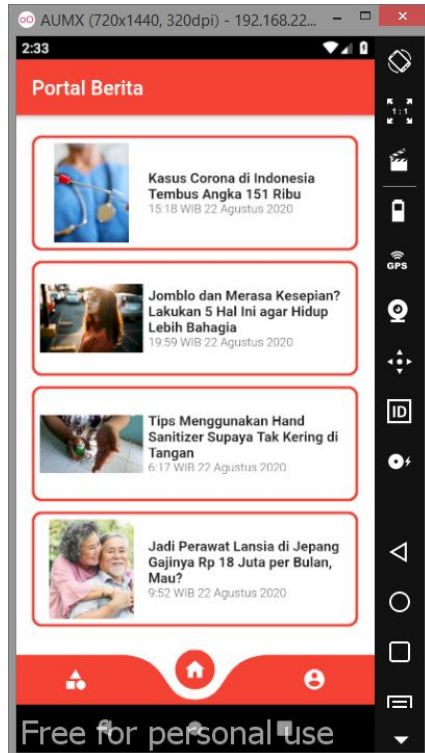 AUMX (720x1440, 320dpi) - 192.168.22...
2:33
Portal Berita
1:1
GPS
ID
Kasus Corona di Indonesia
Tembus Angka 151 Ribu
15:18 WIB 22 Agustus 2020
Jomblo dan Merasa Kesepian?
Lakukan 5 Hal Ini agar Hidup
Lebih Bahagia
19:59 WIB 22 Agustus 2020
Tips Menggunakan Hand
Sanitizer Supaya Tak Kering di
Tangan
6:17 WIB 22 Agustus 2020
Jadi Perawat Lansia di Jepang
Gajinya Rp 18 Juta per Bulan,
Mau?
9:52 WIB 22 Agustus 2020
Free for personal use